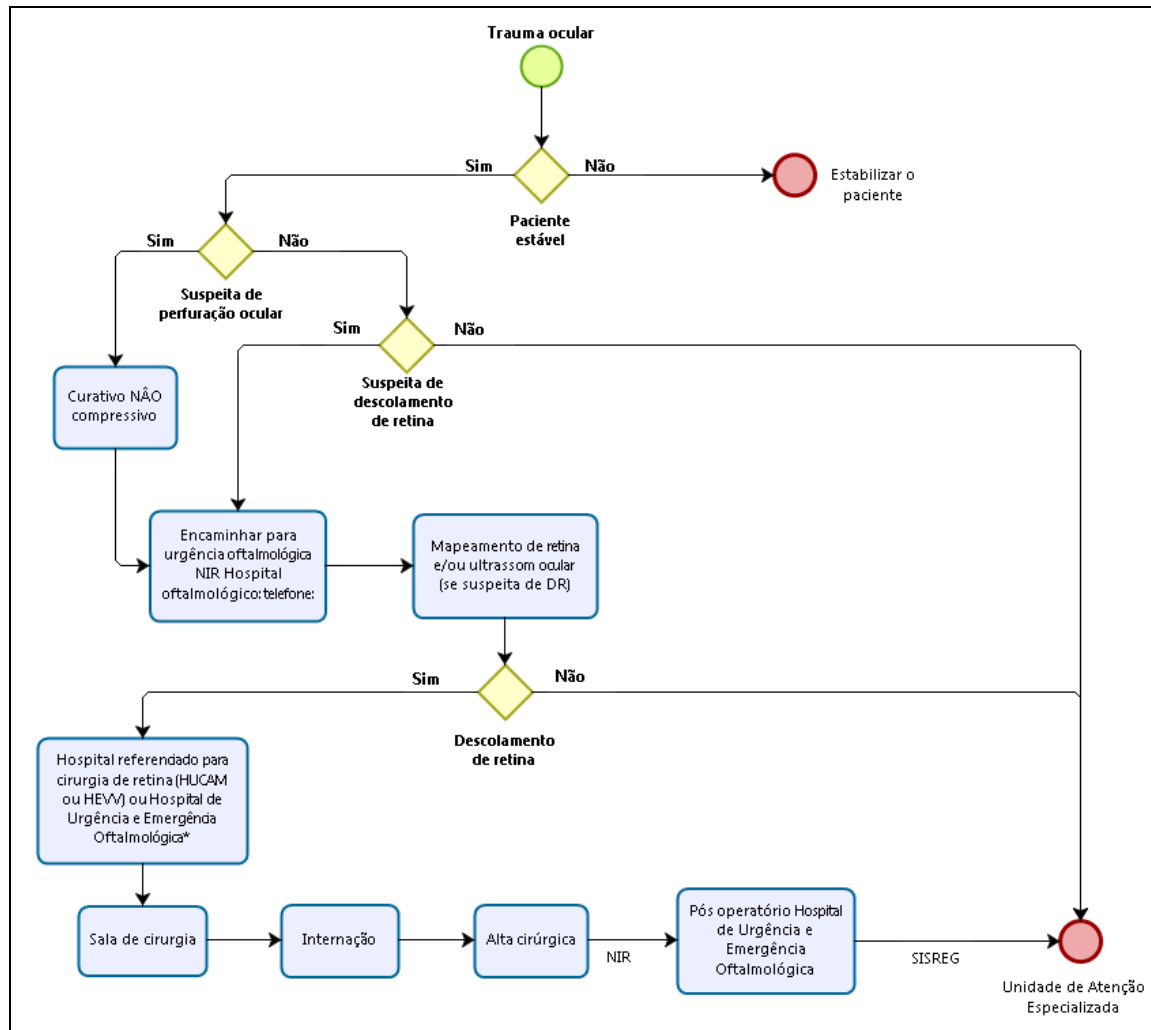 Trauma ocular
Sim
Não
Estabilizar o
paciente
Paciente
estável
Sim
Não
Suspeita de
perfuração ocular
Sim
Não
Suspeita de
descolamento
de retina
Curativo NÂO
compressivo
Encaminhar para
urgência oftalmológica
NIR Hospital
oftalmológico: telefone:
Mapeamento de retina
e/ou ultrassom ocular
(se suspeita de DR)
Sim
Não
Descolamento
de retina
Hospital referenciado para
cirurgia de retina (HUCAM
ou HEVV) ou Hospital de
Urgência e Emergência
Oftalmológica*
Sala de cirurgia
Internação
Alta cirúrgica
NIR
Pós operatório Hospital
de Urgência e
Emergência
Oftalmológica
SISREG
Unidade de Atenção
Especializada